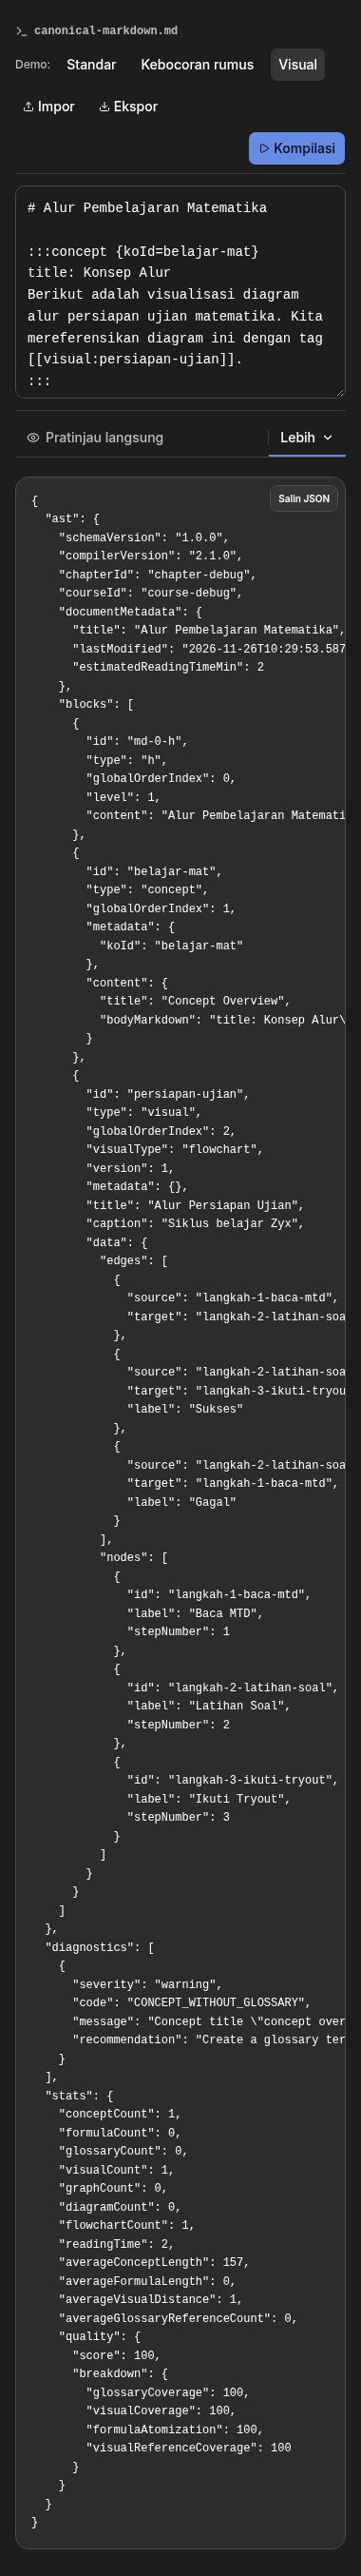 canonical-markdown.md
Demo: Standar Kebocoran rumus Visual
Impor Ekspor
Kompilasi
# Alur Pembelajaran Matematika
:::concept {koId=belajar-mat}
title: Konsep Alur
Berikut adalah visualisasi diagram
alur persiapan ujian matematika. Kita
mereferensikan diagram ini dengan tag
[[visual:persiapan-ujian]].
:::
Pratinjau langsung Lebih
Salin JSON
{
"ast": {
"schemaVersion": "1.0.0",
"compilerVersion": "2.1.0",
"chapterId": "chapter-debug",
"courseId": "course-debug",
"documentMetadata": {
"title": "Alur Pembelajaran Matematika",
"lastModified": "2026-11-26T10:29:53.587
"estimatedReadingTimeMin": 2
},
"blocks": [
{
"id": "md-0-h",
"type": "h",
"globalOrderIndex": 0,
"level": 1,
"content": "Alur Pembelajaran Matemati
},
{
"id": "belajar-mat",
"type": "concept",
"globalOrderIndex": 1,
"metadata": {
"koId": "belajar-mat"
},
"content": {
"title": "Concept Overview",
"bodyMarkdown": "title: Konsep Alur\
}
},
{
"id": "persiapan-ujian",
"type": "visual",
"globalOrderIndex": 2,
"visualType": "flowchart",
"version": 1,
"metadata": {},
"title": "Alur Persiapan Ujian",
"caption": "Siklus belajar Zyx",
"data": {
"edges": [
{
"source": "langkah-1-baca-mtd",
"target": "langkah-2-latihan-soa
},
{
"source": "langkah-2-latihan-soa
"target": "langkah-3-ikuti-tryou
"label": "Sukses"
},
{
"source": "langkah-2-latihan-soa
"target": "langkah-1-baca-mtd",
"label": "Gagal"
}
],
"nodes": [
{
"id": "langkah-1-baca-mtd",
"label": "Baca MTD",
"stepNumber": 1
},
{
"id": "langkah-2-latihan-soal",
"label": "Latihan Soal",
"stepNumber": 2
},
{
"id": "langkah-3-ikuti-tryout",
"label": "Ikuti Tryout",
"stepNumber": 3
}
]
}
}
]
},
"diagnostics": [
{
"severity": "warning",
"code": "CONCEPT_WITHOUT_GLOSSARY",
"message": "Concept title \"concept over
"recommendation": "Create a glossary ter
}
],
"stats": {
"conceptCount": 1,
"formulaCount": 0,
"glossaryCount": 0,
"visualCount": 1,
"graphCount": 0,
"diagramCount": 0,
"flowchartCount": 1,
"readingTime": 2,
"averageConceptLength": 157,
"averageFormulaLength": 0,
"averageVisualDistance": 1,
"averageGlossaryReferenceCount": 0,
"quality": {
"score": 100,
"breakdown": {
"glossaryCoverage": 100,
"visualCoverage": 100,
"formulaAtomization": 100,
"visualReferenceCoverage": 100
}
}
}
}